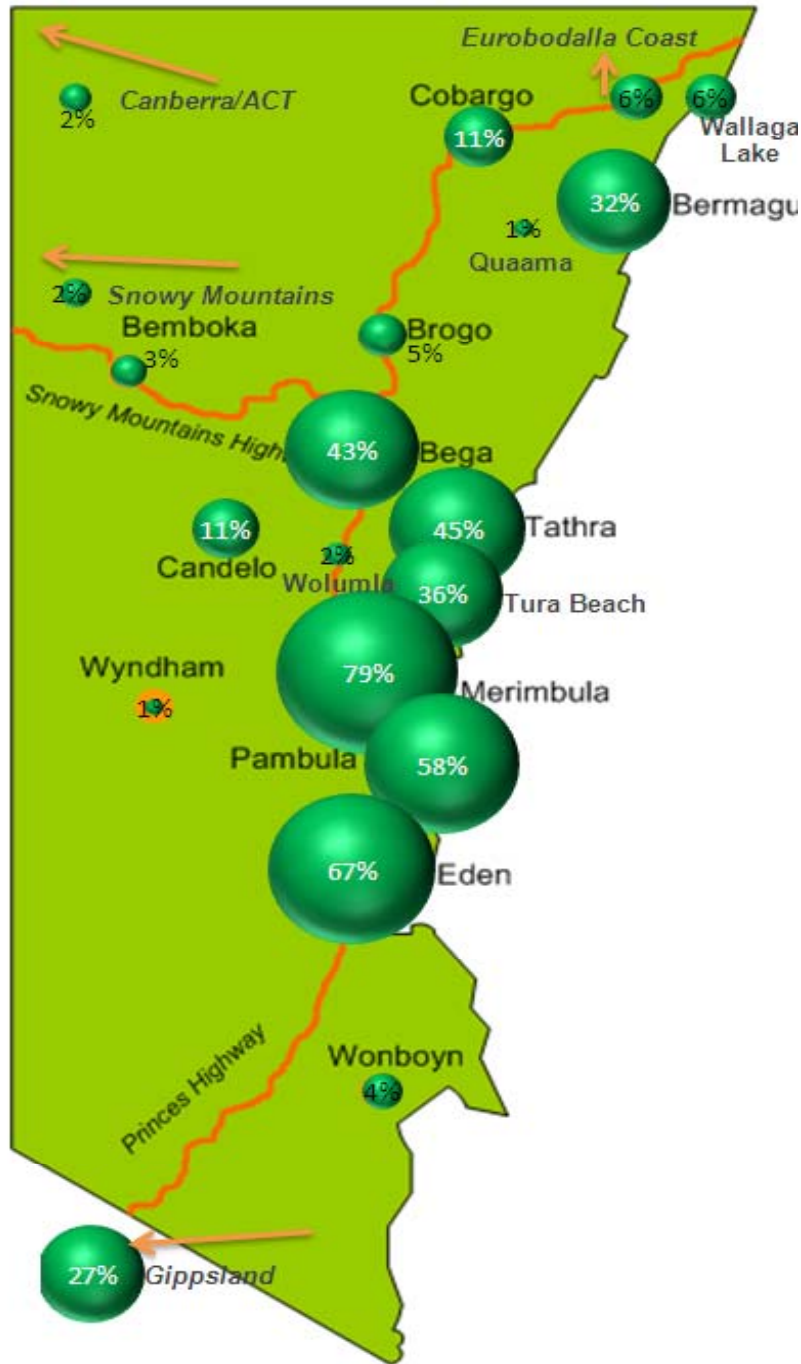 Eurobodalla Coast
Canberra/ACT
2%
Cobargo
11%
6%
6%
Wallaga
Lake
32%
Bermagu
1%
Quaama
2%
Snowy Mountains
Bemboka
3%
Brogo
5%
Snowy Mountains High
43%
Bega
11%
Candelo
2%
Wolumla
45%
Tathra
36%
Tura Beach
Wyndham
1%
79%
Merimbula
Pambula
58%
67%
Eden
Princes Highway
Wonboyn
4%
27%
Gippsland